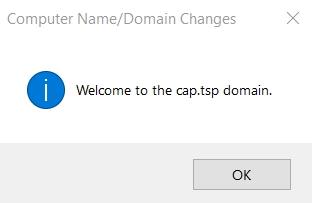 Computer Name/Domain Changes
Welcome to the cap.tsp domain.
OK